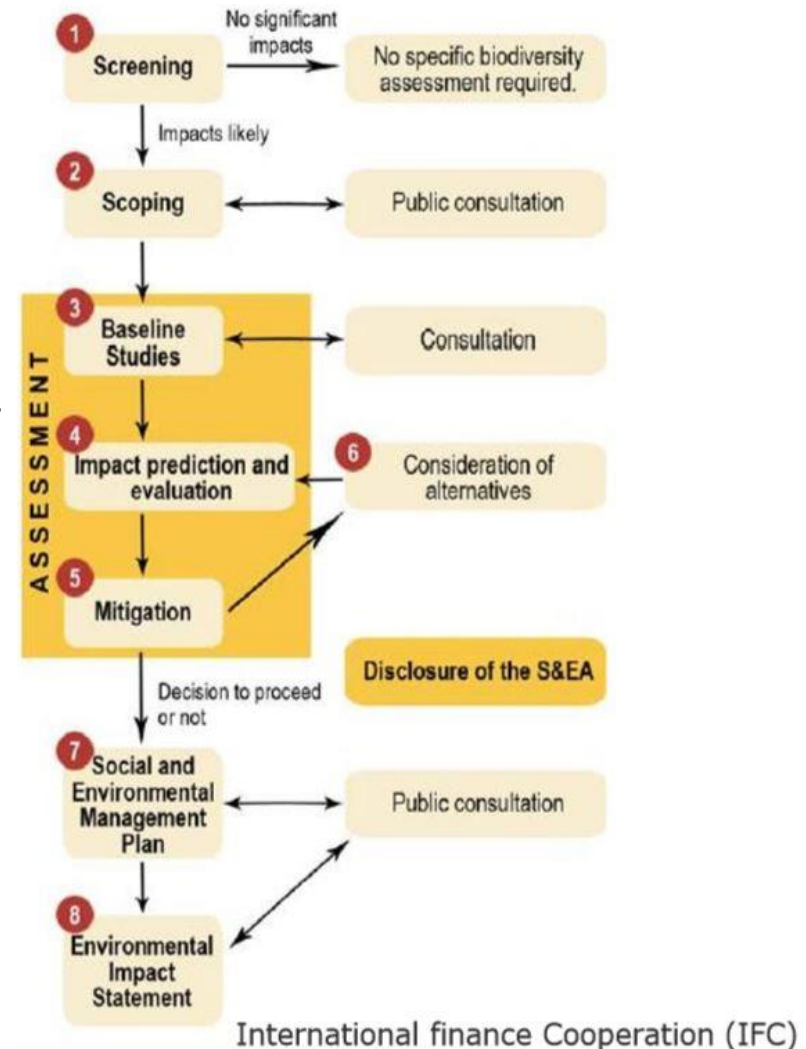 1
Screening
No significant
impacts
No specific biodiversity
assessment required.
Impacts likely
2
Scoping
Public consultation
ASSESSMENT
3
Baseline
Studies
Consultation
4
Impact prediction and
evaluation
6
Consideration of
alternatives
5
Mitigation
Disclosure of the S&EA
Decision to proceed
or not
7
Social and
Environmental
Management
Plan
Public consultation
8
Environmental
Impact
Statement
International finance Cooperation (IFC)